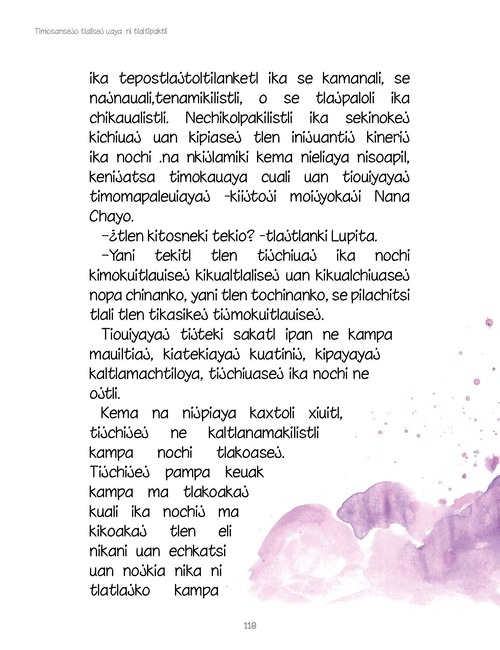 Timosansejo tlalisej uaya ni tlaltipaktli
ika tepostlajtoltilanketl ika se kamanali, se
najnauali,tenamikilistli, o se tlajpaloli ika
chikaualistli. Nechikolpakilistli ika sekinokej
kichiuaj uan kipiasej tlen inijuantij kinerij
ika nochi .na nkijlamiki kema nieliaya nisoapil,
kenijatsa timokauaya cuali uan tiouiyayaj
timomapaleuiayaj -kiijtoji moijyokaji Nana
Chayo.
-¿tlen kitosneki tekio? -tlajtlanki Lupita.
-Yani tekitl tlen tijchiuaj ika nochi
kimokuitlauisej kikualtlalisej uan kikualchiuasej
nopa chinanko, yani tlen tochinanko, se pilachitsi
tlali tlen tikasikej tijmokuitlauisej.
Tiouiyayaj tijteki sakatl ipan ne kampa
mauiltiaj, kiatekiayaj kuatinij, kipayayaj
kaltlamachtiloya, tijchiuasej ika nochi ne
ojtli.
Kema na nijpiaya kaxtoli xiuitl,
tijchijej ne kaltlanamakilistli
kampa nochi tlakoasej.
Tijchijej pampa keuak
kampa ma tlakoakaj
kuali ika nochij ma
kikoakaj tlen eli
nikani uan echkatsi
uan nojkia nika ni
tlatlajko kampa
118